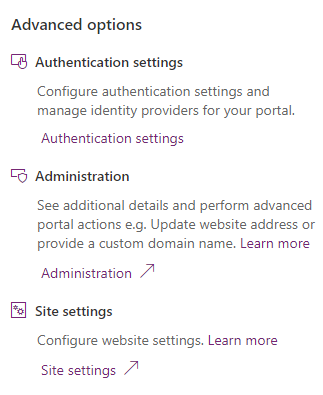 Advanced options
Authentication settings
Configure authentication settings and
manage identity providers for your portal.
Authentication settings
Administration
See additional details and perform advanced
portal actions e.g. Update website address or
provide a custom domain name. Learn more
Administration
Site settings
Configure website settings. Learn more
Site settings